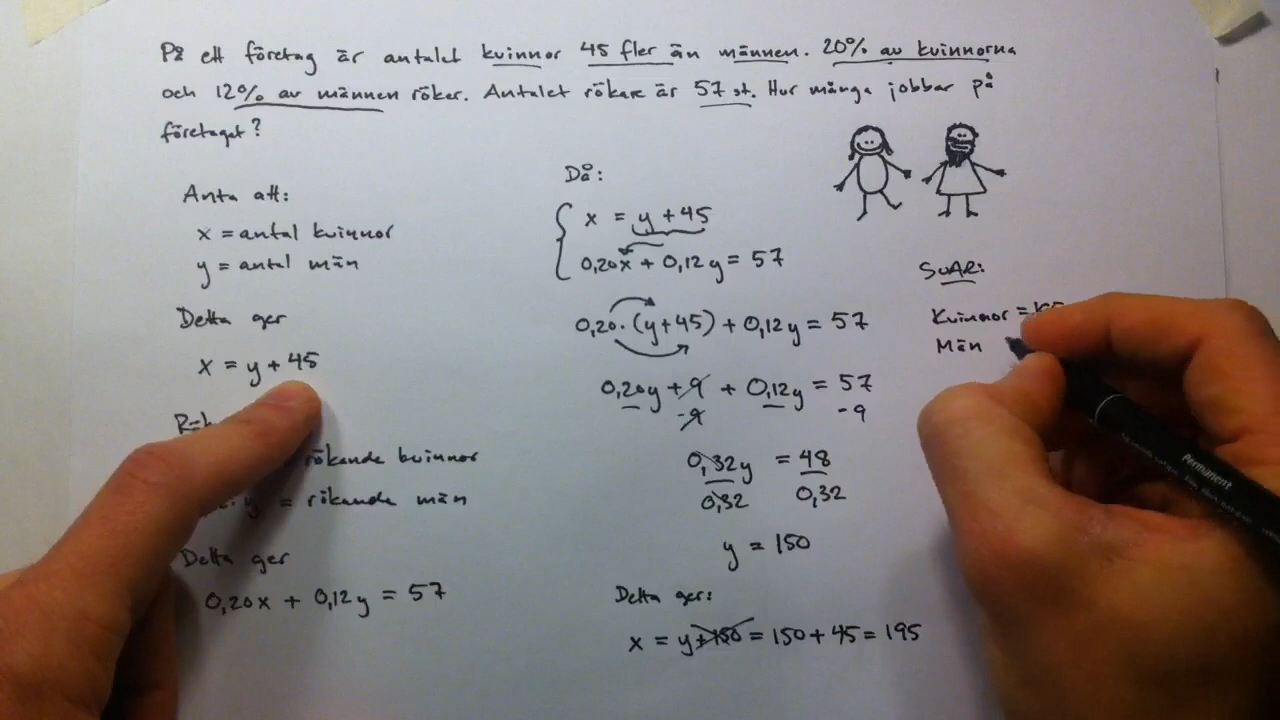 På ett företag är antalet kvinnor 45 fler än männen. 20% av kvinnorna
och 12% av männen röker. Antalet rökare är 57 st. Hur många jobbar på
företaget?
Anta att:
x = antal kvinnor
y = antal män
Detta ger
x = y + 45
rökande kvinnor
y = rökande män
Detta ger
0,20x + 0,12y = 57
Då:
x = y + 45
0,20x + 0,12y = 57
0,20 · (y + 45) + 0,12y = 57
0,20y + 9 + 0,12y = 57
-9 -9
0,32y = 48
0,32 0,32
y = 150
Detta ger:
x = y + 150 = 150 + 45 = 195
SVAR:
Kvinnor =
Män
Permanent